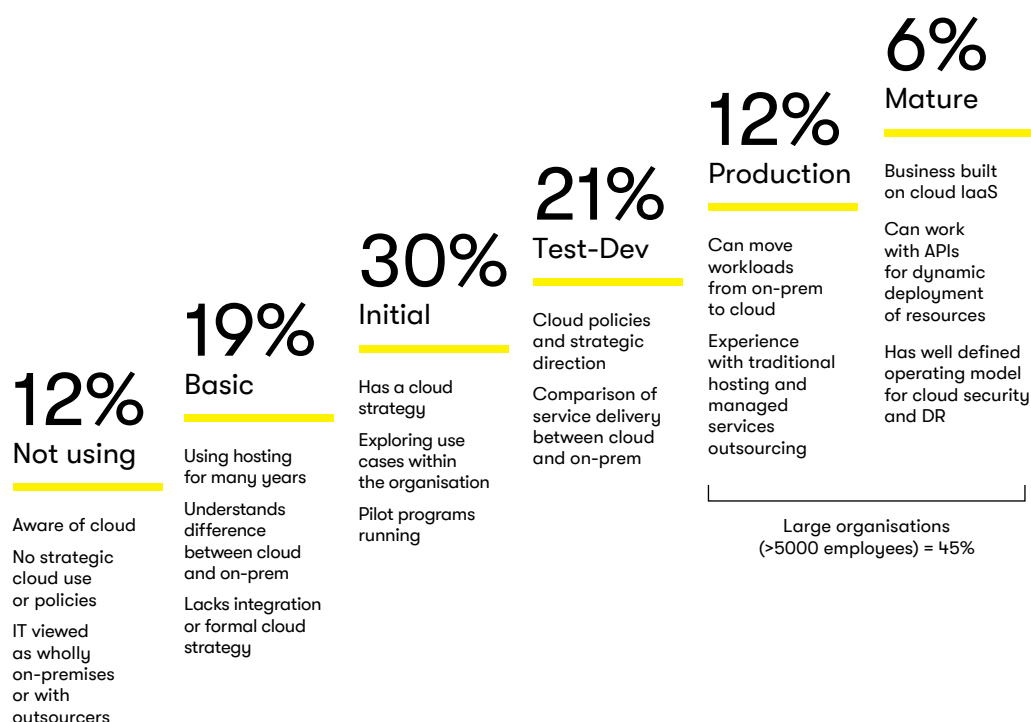 12%
Not using
Aware of cloud
No strategic
cloud use
or policies
IT viewed
as wholly
on-premises
or with
outsourcers
19%
Basic
Using hosting
for many years
Understands
difference
between cloud
and on-prem
Lacks integration
or formal cloud
strategy
30%
Initial
Has a cloud
strategy
Exploring use
cases within
the organisation
Pilot programs
running
21%
Test-Dev
Cloud policies
and strategic
direction
Comparison of
service delivery
between cloud
and on-prem
12%
Production
Can move
workloads
from on-prem
to cloud
Experience
with traditional
hosting and
managed
services
outsourcing
6%
Mature
Business built
on cloud IaaS
Can work
with APIs
for dynamic
deployment
of resources
Has well defined
operating model
for cloud security
and DR
Large organisations
(>5000 employees) = 45%